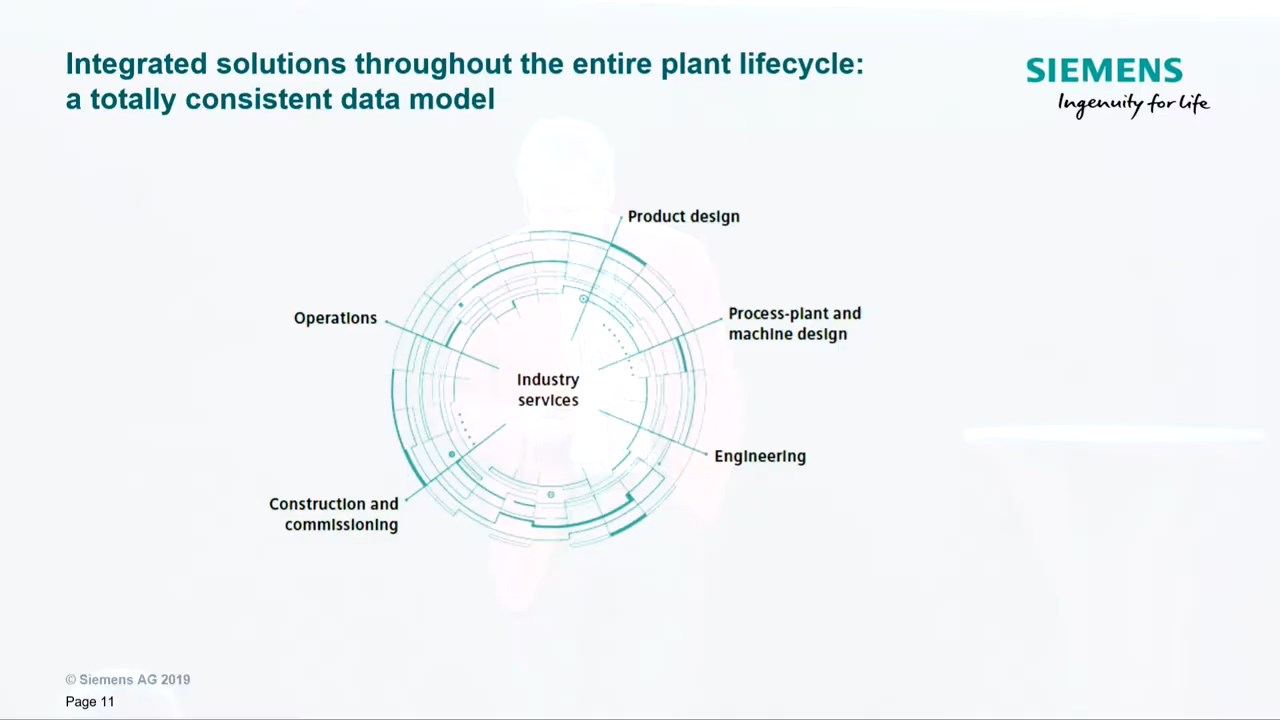 Integrated solutions throughout the entire plant lifecycle:
a totally consistent data model
SIEMENS
Ingenuity for life
Product design
Process-plant and
machine design
Operations
Industry
services
Engineering
Construction and
commissioning
© Siemens AG 2019
Page 11